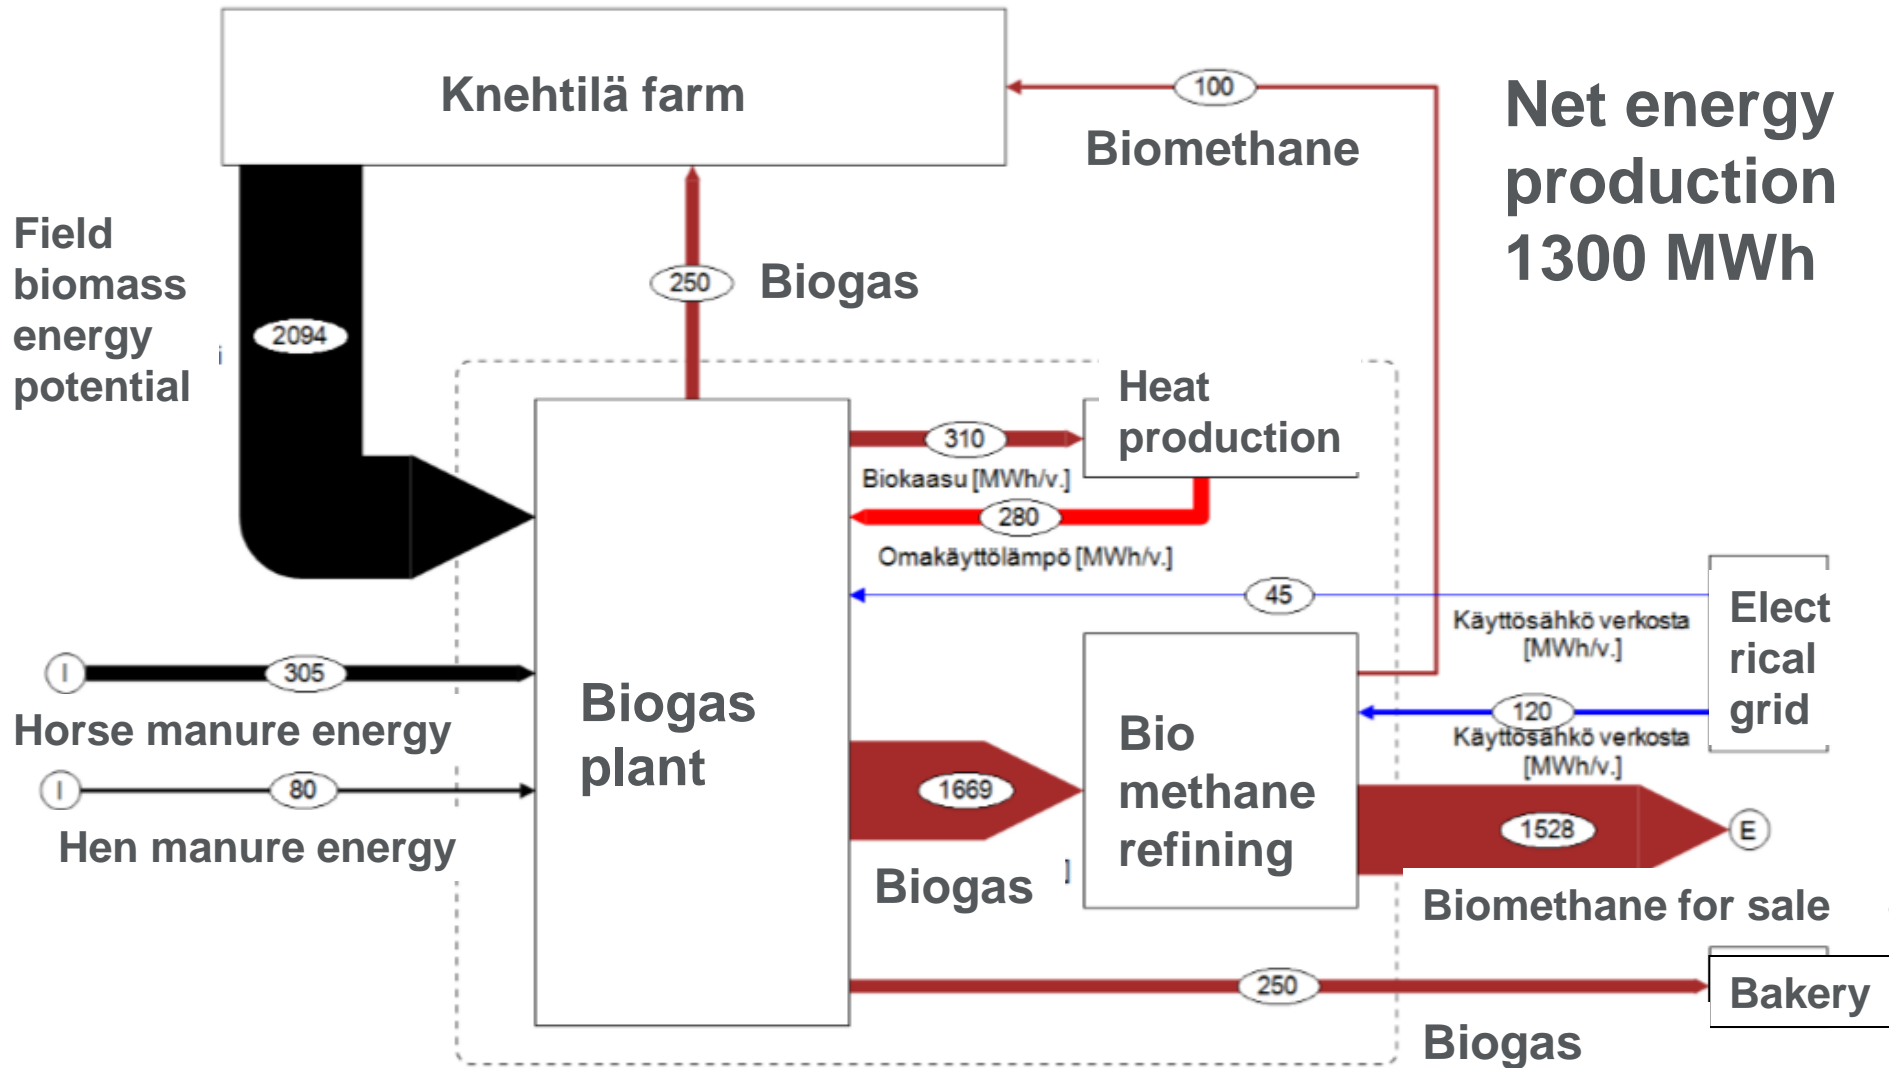 Knehtilä farm
100
Biomethane
Net energy
production
1300 MWh
Field
biomass
energy
potential
2094
250
Biogas
Heat
production
310
Biokaasu [MWh/v.]
280
Omakäyttölämpö [MWh/v.]
45
Käyttösähkö verkosta
[MWh/v.]
Elect
rical
grid
I
305
Horse manure energy
Biogas
plant
120
Käyttösähkö verkosta
[MWh/v.]
Bio
methane
refining
I
80
Hen manure energy
1669
Biogas
1528
E
Biomethane for sale
250
Bakery
Biogas